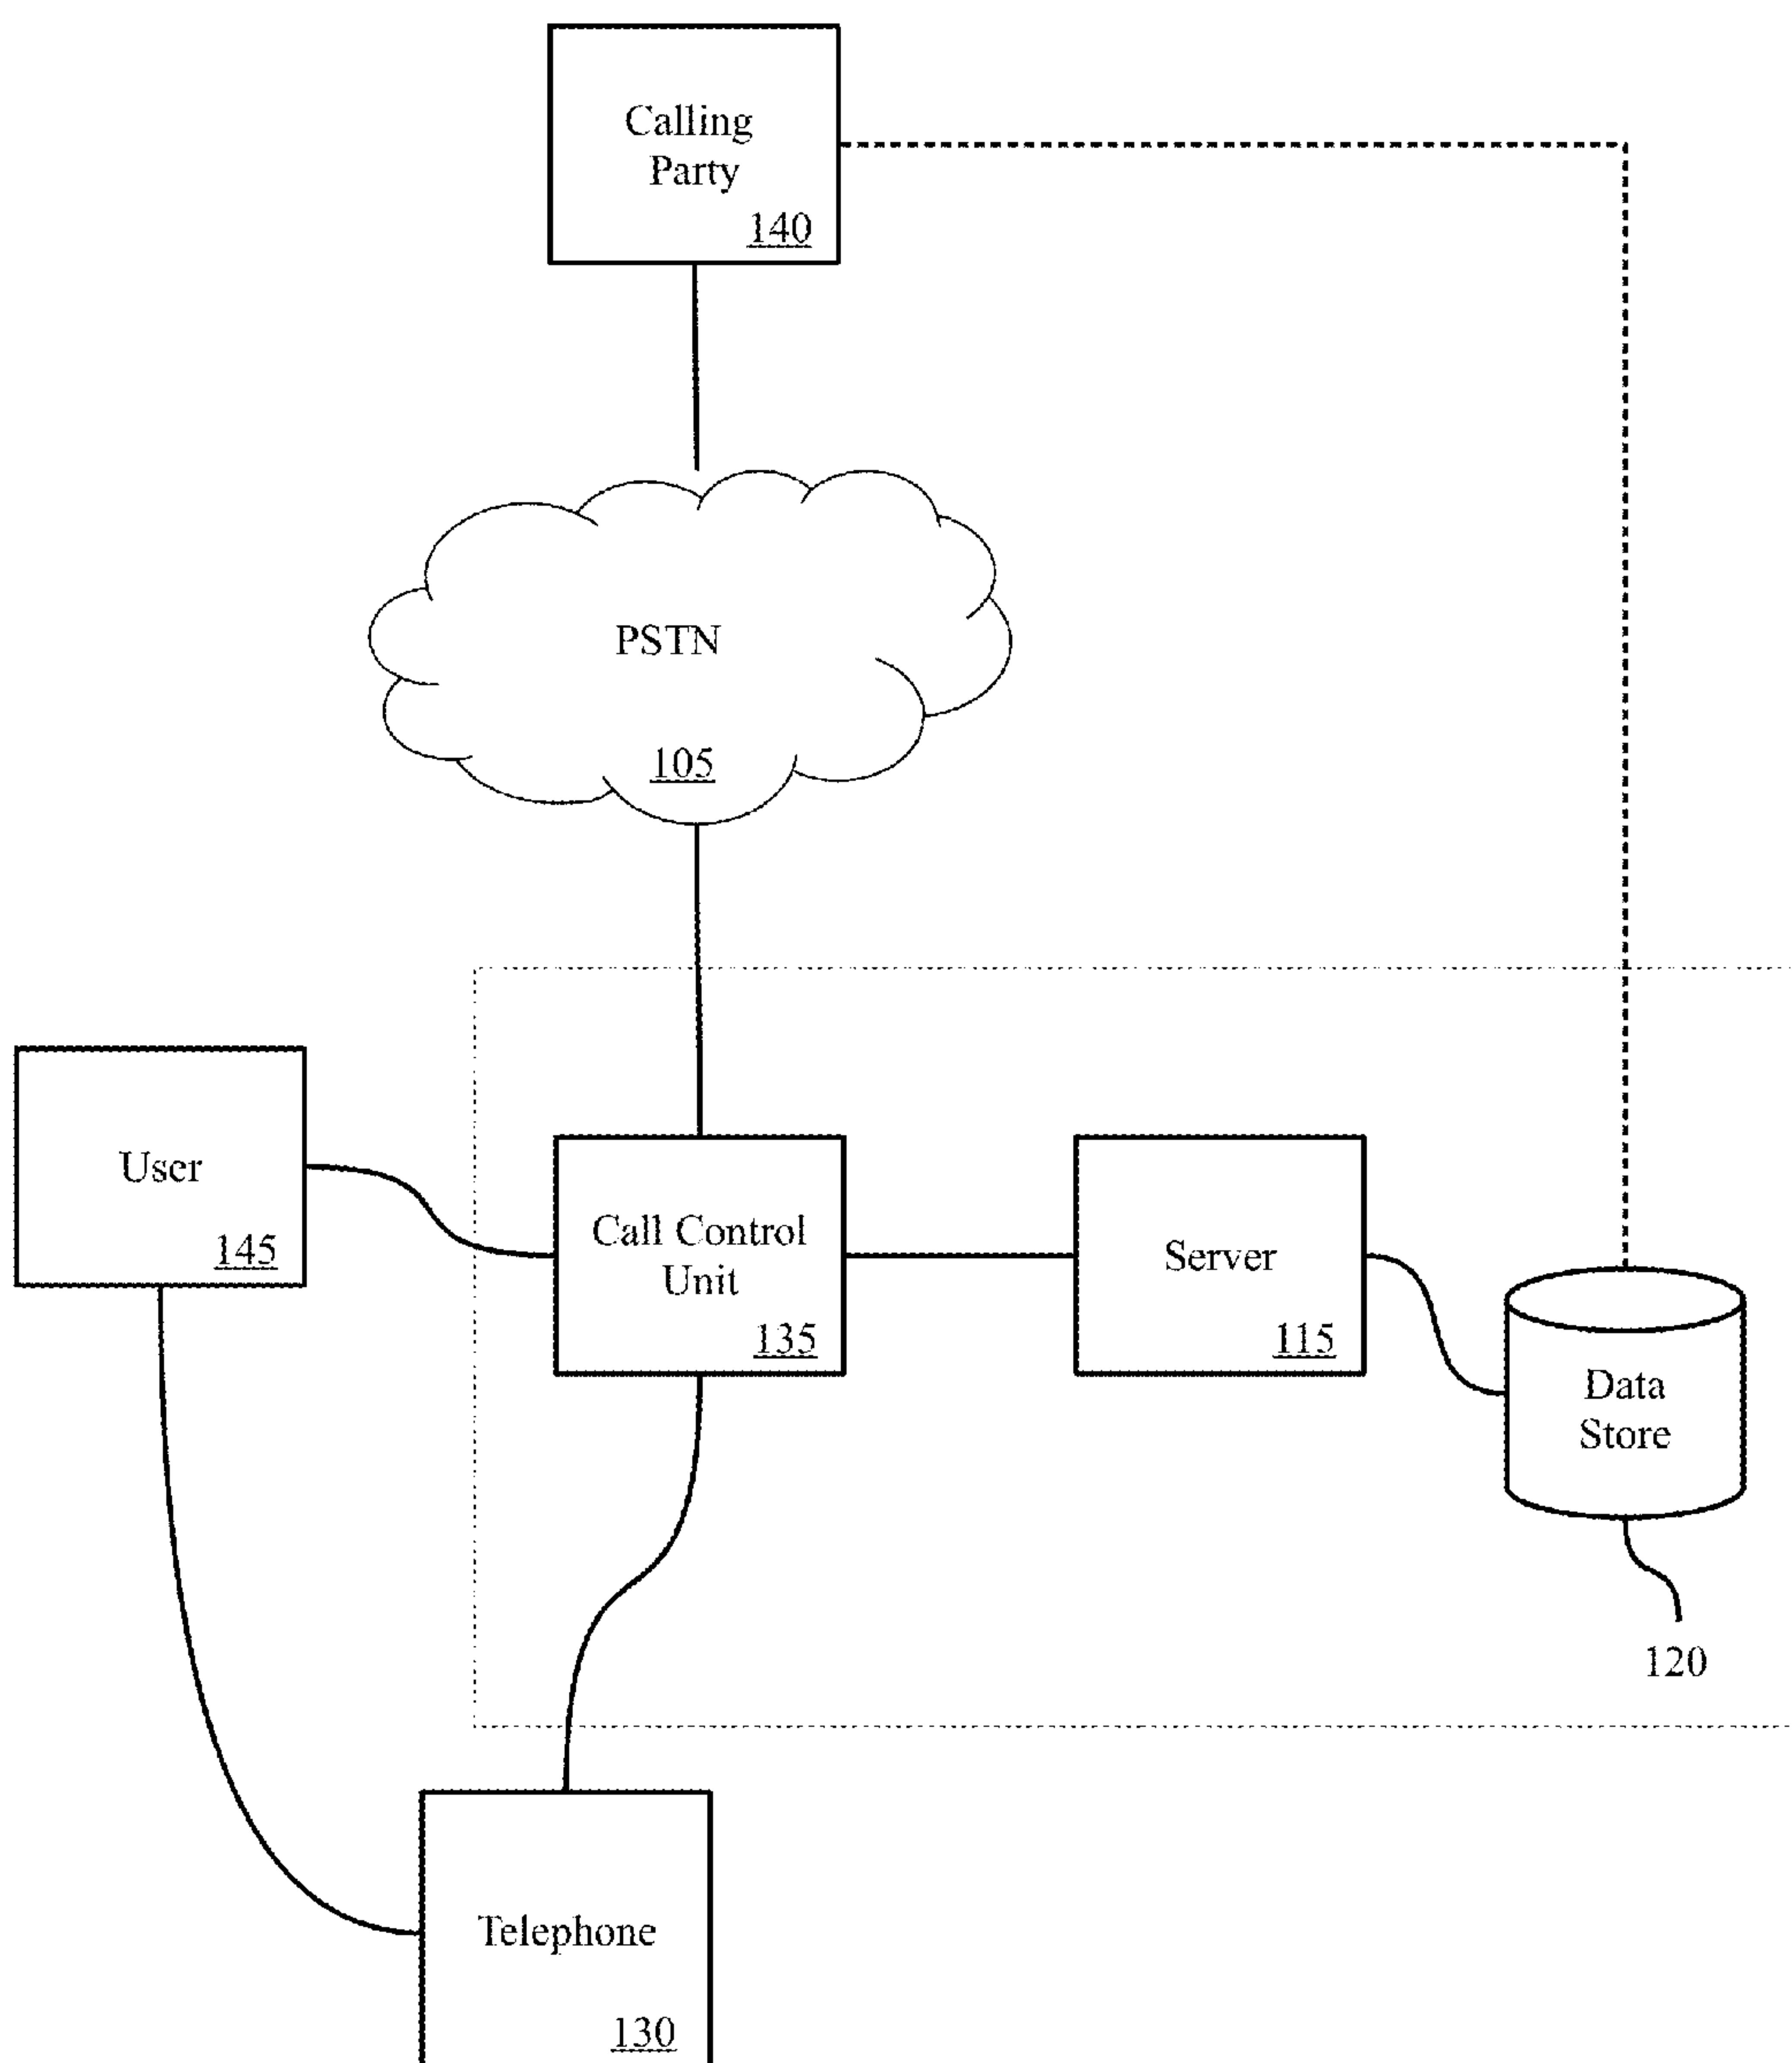 Calling
Party
140
PSTN
105
User
145
Call Control
Unit
135
Server
115
Data
Store
120
Telephone
130